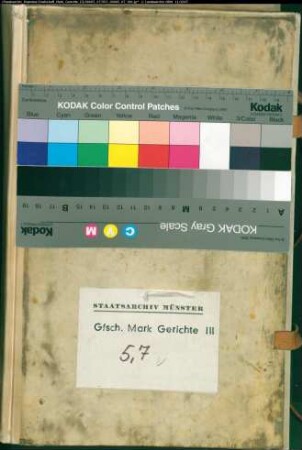 KODAK Color Control Patches
Kodak
Blue Cyan Green Yellow Red Magenta White 3/Color Black
A 1 2 3 4 5 6 M 8 9 10 11 12 13 14 15 B 17 18 19
Kodak
C Y M
KODAK Gray Scale
STAATSARCHIV MÜNSTER
Gfsch. Mark Gerichte III
5,7